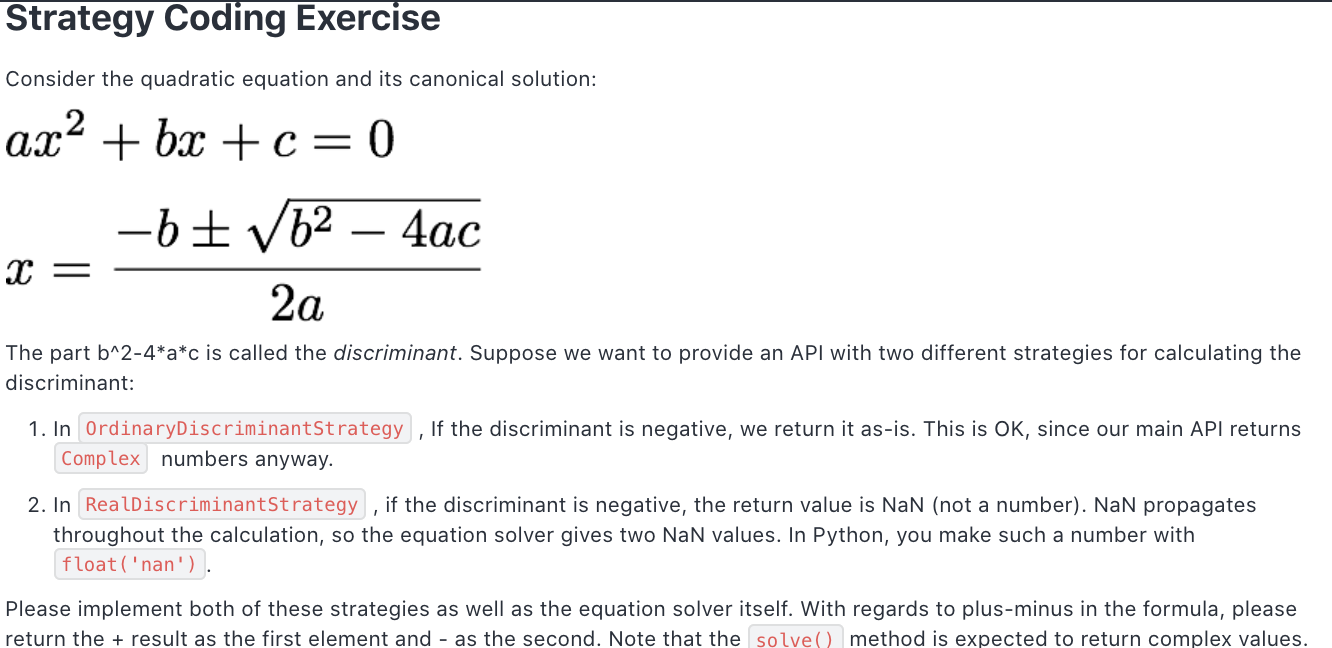 Strategy Coding Exercise
Consider the quadratic equation and its canonical solution:
ax² + bx + c = 0
x = (−b ± √(b² − 4ac)) / (2a)
The part b^2-4*a*c is called the discriminant. Suppose we want to provide an API with two different strategies for calculating the
discriminant:
1. In OrdinaryDiscriminantStrategy , If the discriminant is negative, we return it as-is. This is OK, since our main API returns
Complex numbers anyway.
2. In RealDiscriminantStrategy , if the discriminant is negative, the return value is NaN (not a number). NaN propagates
throughout the calculation, so the equation solver gives two NaN values. In Python, you make such a number with
float('nan') .
Please implement both of these strategies as well as the equation solver itself. With regards to plus-minus in the formula, please
return the + result as the first element and - as the second. Note that the solve() method is expected to return complex values.